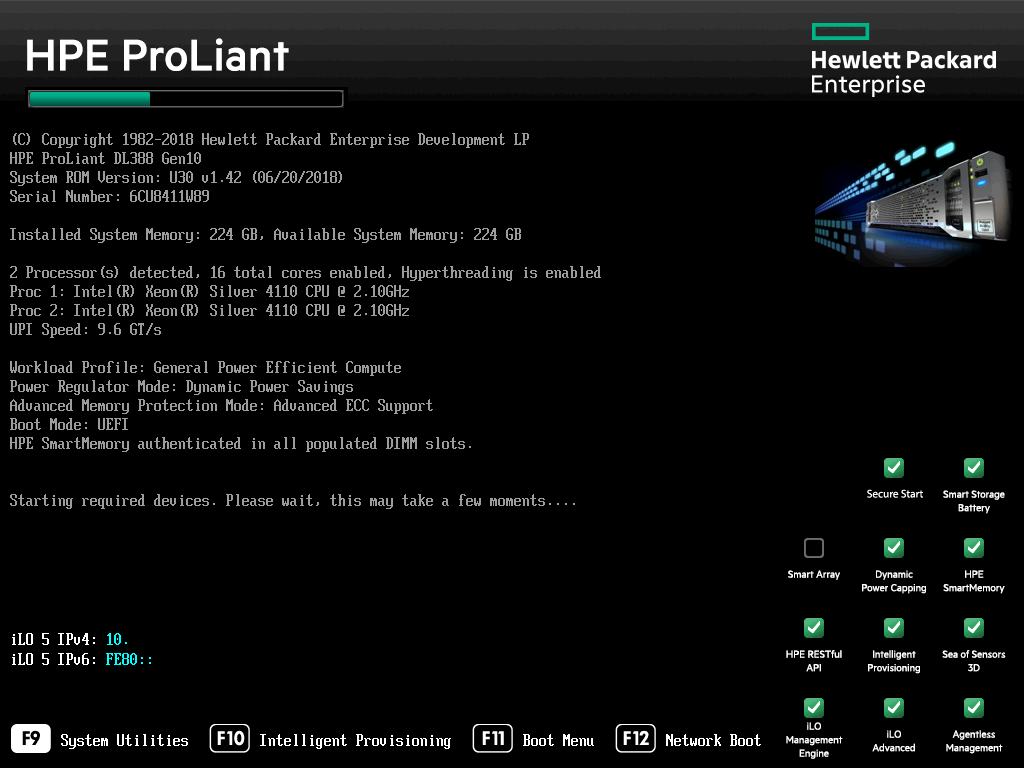 HPE ProLiant
Hewlett Packard
Enterprise
(C) Copyright 1982-2018 Hewlett Packard Enterprise Development LP
HPE ProLiant DL388 Gen10
System ROM Version: U30 v1.42 (06/20/2018)
Serial Number: 6CU8411W89
Installed System Memory: 224 GB, Available System Memory: 224 GB
2 Processor(s) detected, 16 total cores enabled, Hyperthreading is enabled
Proc 1: Intel(R) Xeon(R) Silver 4110 CPU @ 2.10GHz
Proc 2: Intel(R) Xeon(R) Silver 4110 CPU @ 2.10GHz
UPI Speed: 9.6 GT/s
Workload Profile: General Power Efficient Compute
Power Regulator Mode: Dynamic Power Savings
Advanced Memory Protection Mode: Advanced ECC Support
Boot Mode: UEFI
HPE SmartMemory authenticated in all populated DIMM slots.
Starting required devices. Please wait, this may take a few moments....
Secure Start
Smart Storage
Battery
Smart Array
Dynamic
Power Capping
HPE
SmartMemory
HPE RESTful
API
Intelligent
Provisioning
Sea of Sensors
3D
iLO
Management
Engine
iLO
Advanced
Agentless
Management
iLO 5 IPv4: 10.
iLO 5 IPv6: FE80::
F9 System Utilities
F10 Intelligent Provisioning
F11 Boot Menu
F12 Network Boot